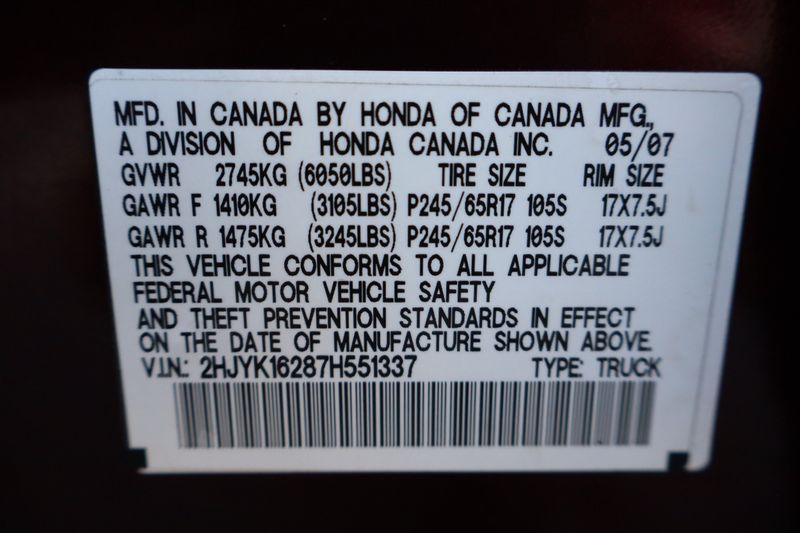 MFD. IN CANADA BY HONDA OF CANADA MFG.,
A DIVISION OF HONDA CANADA INC. 05/07
GVWR 2745KG (6050LBS) TIRE SIZE RIM SIZE
GAWR F 1410KG (3105LBS) P245/65R17 105S 17X7.5J
GAWR R 1475KG (3245LBS) P245/65R17 105S 17X7.5J
THIS VEHICLE CONFORMS TO ALL APPLICABLE
FEDERAL MOTOR VEHICLE SAFETY
AND THEFT PREVENTION STANDARDS IN EFFECT
ON THE DATE OF MANUFACTURE SHOWN ABOVE.
V.I.N.: 2HJYK16287H551337 TYPE: TRUCK